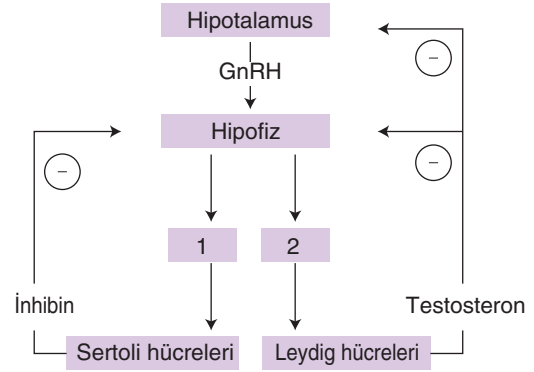 Hipotalamus
GnRH
−
Hipofiz
−
−
1
2
İnhibin
Testosteron
Sertoli hücreleri
Leydig hücreleri